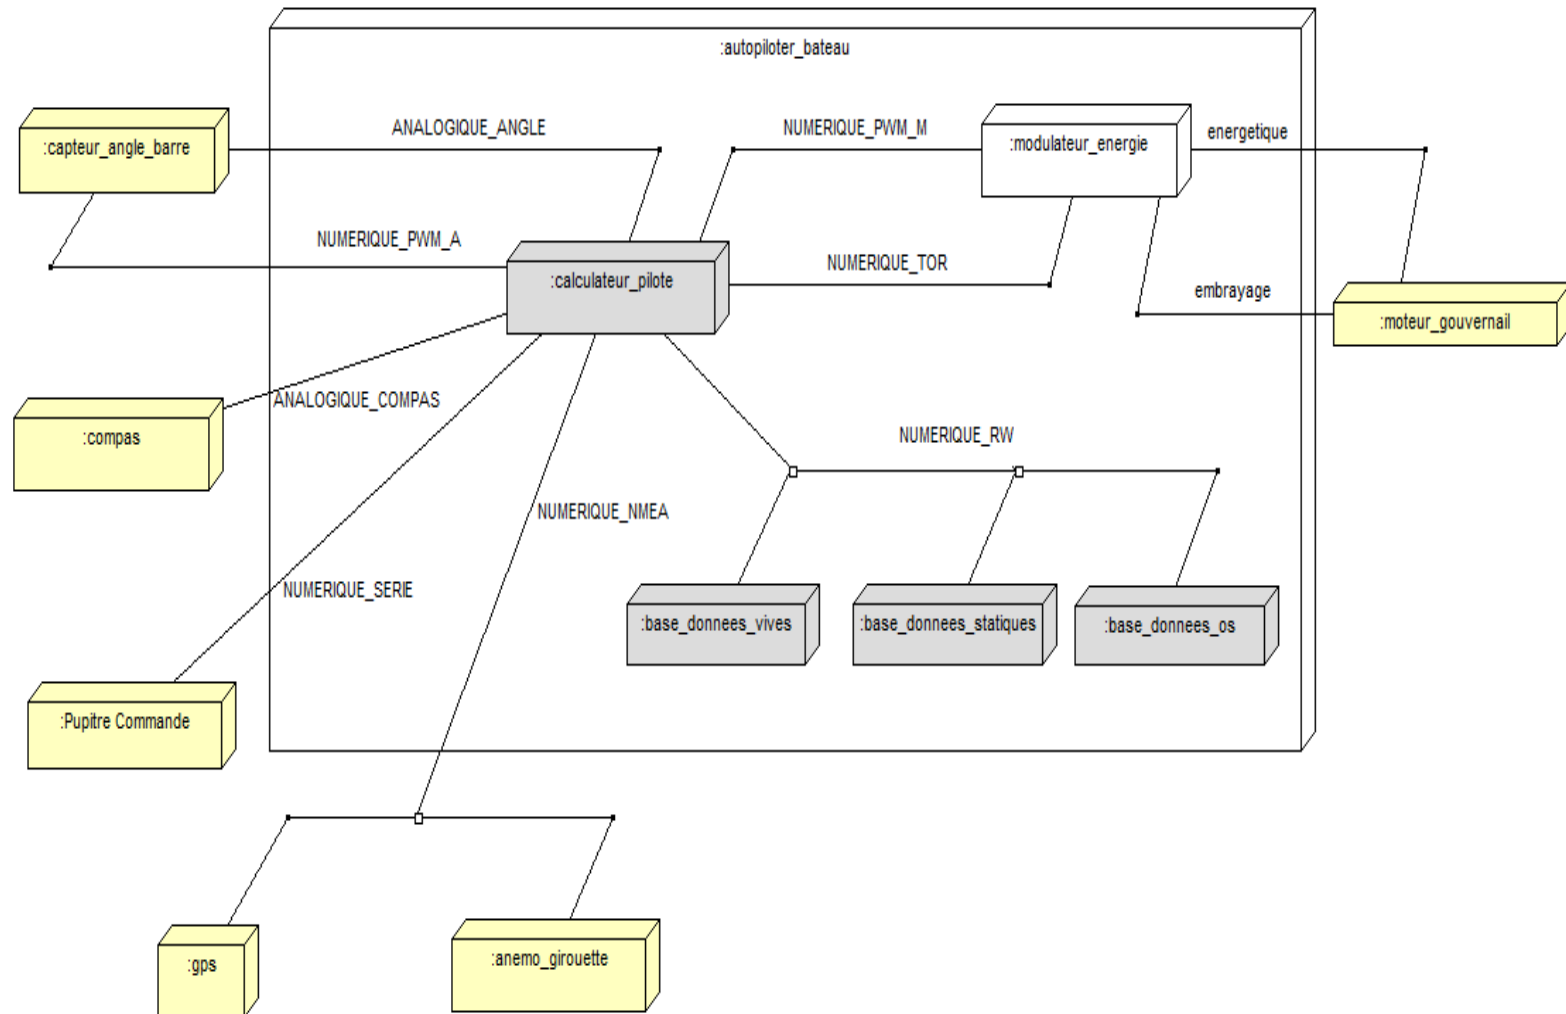 :autopiloter_bateau
ANALOGIQUE_ANGLE
NUMERIQUE_PWM_M
energetique
:capteur_angle_barre
:modulateur_energie
NUMERIQUE_PWM_A
NUMERIQUE_TOR
:calculateur_pilote
embrayage
:moteur_gouvernail
ANALOGIQUE_COMPAS
:compas
NUMERIQUE_RW
NUMERIQUE_NMEA
NUMERIQUE_SERIE
:base_donnees_vives
:base_donnees_statiques
:base_donnees_os
:Pupitre Commande
:gps
:anemo_girouette